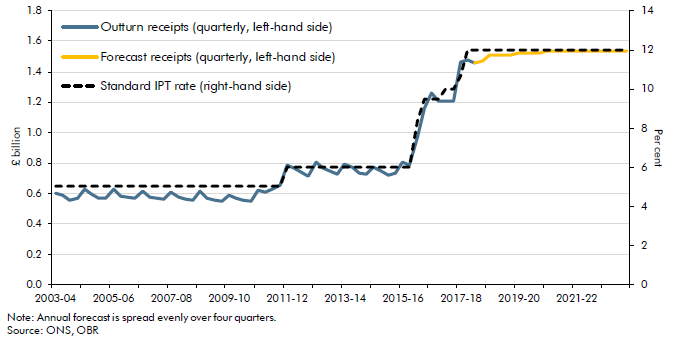 Outturn receipts (quarterly, left-hand side)
Forecast receipts (quarterly, left-hand side)
Standard IPT rate (right-hand side)
£ billion
1.8
1.6
1.4
1.2
1.0
0.8
0.6
0.4
0.2
0.0
Per cent
14
12
10
8
6
4
2
0
2003-04 2005-06 2007-08 2009-10 2011-12 2013-14 2015-16 2017-18 2019-20 2021-22
Note: Annual forecast is spread evenly over four quarters.
Source: ONS, OBR